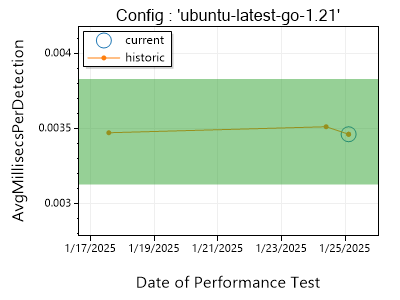 Config : 'ubuntu-latest-go-1.21'
current
historic
AvgMillisecsPerDetection
0.004
0.0035
0.003
1/17/2025 1/19/2025 1/21/2025 1/23/2025 1/25/2025
Date of Performance Test